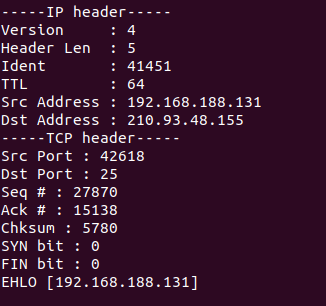 -----IP header-----
Version      : 4
Header Len  : 5
Ident        : 41451
TTL          : 64
Src Address : 192.168.188.131
Dst Address : 210.93.48.155
-----TCP header-----
Src Port : 42618
Dst Port : 25
Seq # : 27870
Ack # : 15138
Chksum : 5780
SYN bit : 0
FIN bit : 0
EHLO [192.168.188.131]